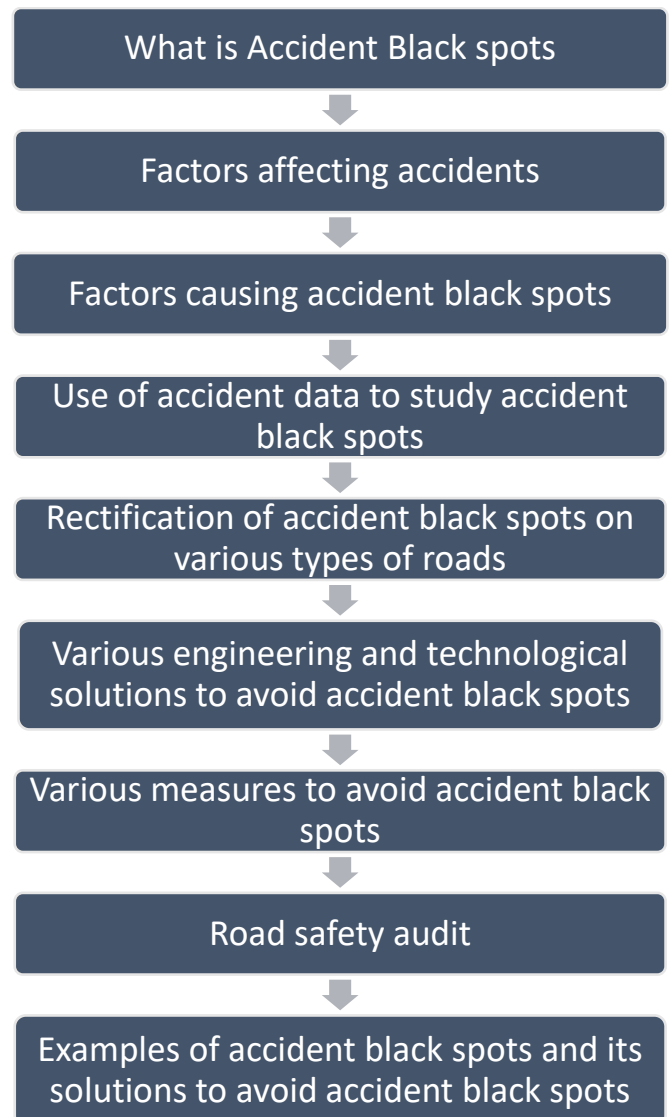 What is Accident Black spots
Factors affecting accidents
Factors causing accident black spots
Use of accident data to study accident
black spots
Rectification of accident black spots on
various types of roads
Various engineering and technological
solutions to avoid accident black spots
Various measures to avoid accident black
spots
Road safety audit
Examples of accident black spots and its
solutions to avoid accident black spots